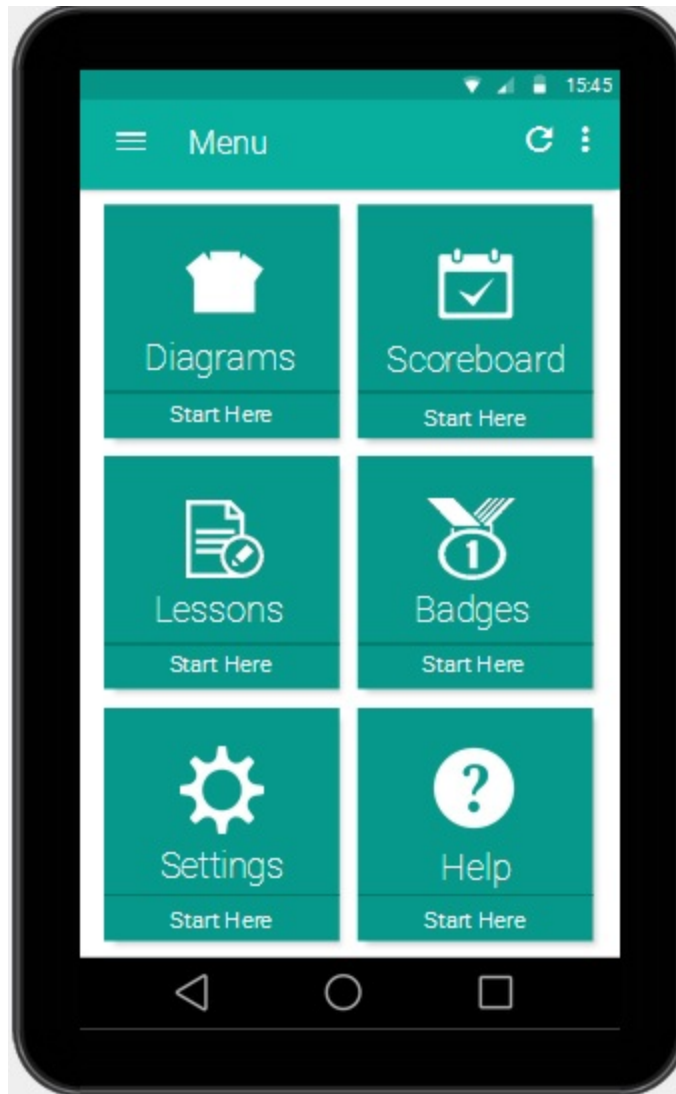 15:45
Menu
Diagrams
Scoreboard
Start Here
Start Here
Lessons
Badges
1
Start Here
Start Here
?
Settings
Help
Start Here
Start Here